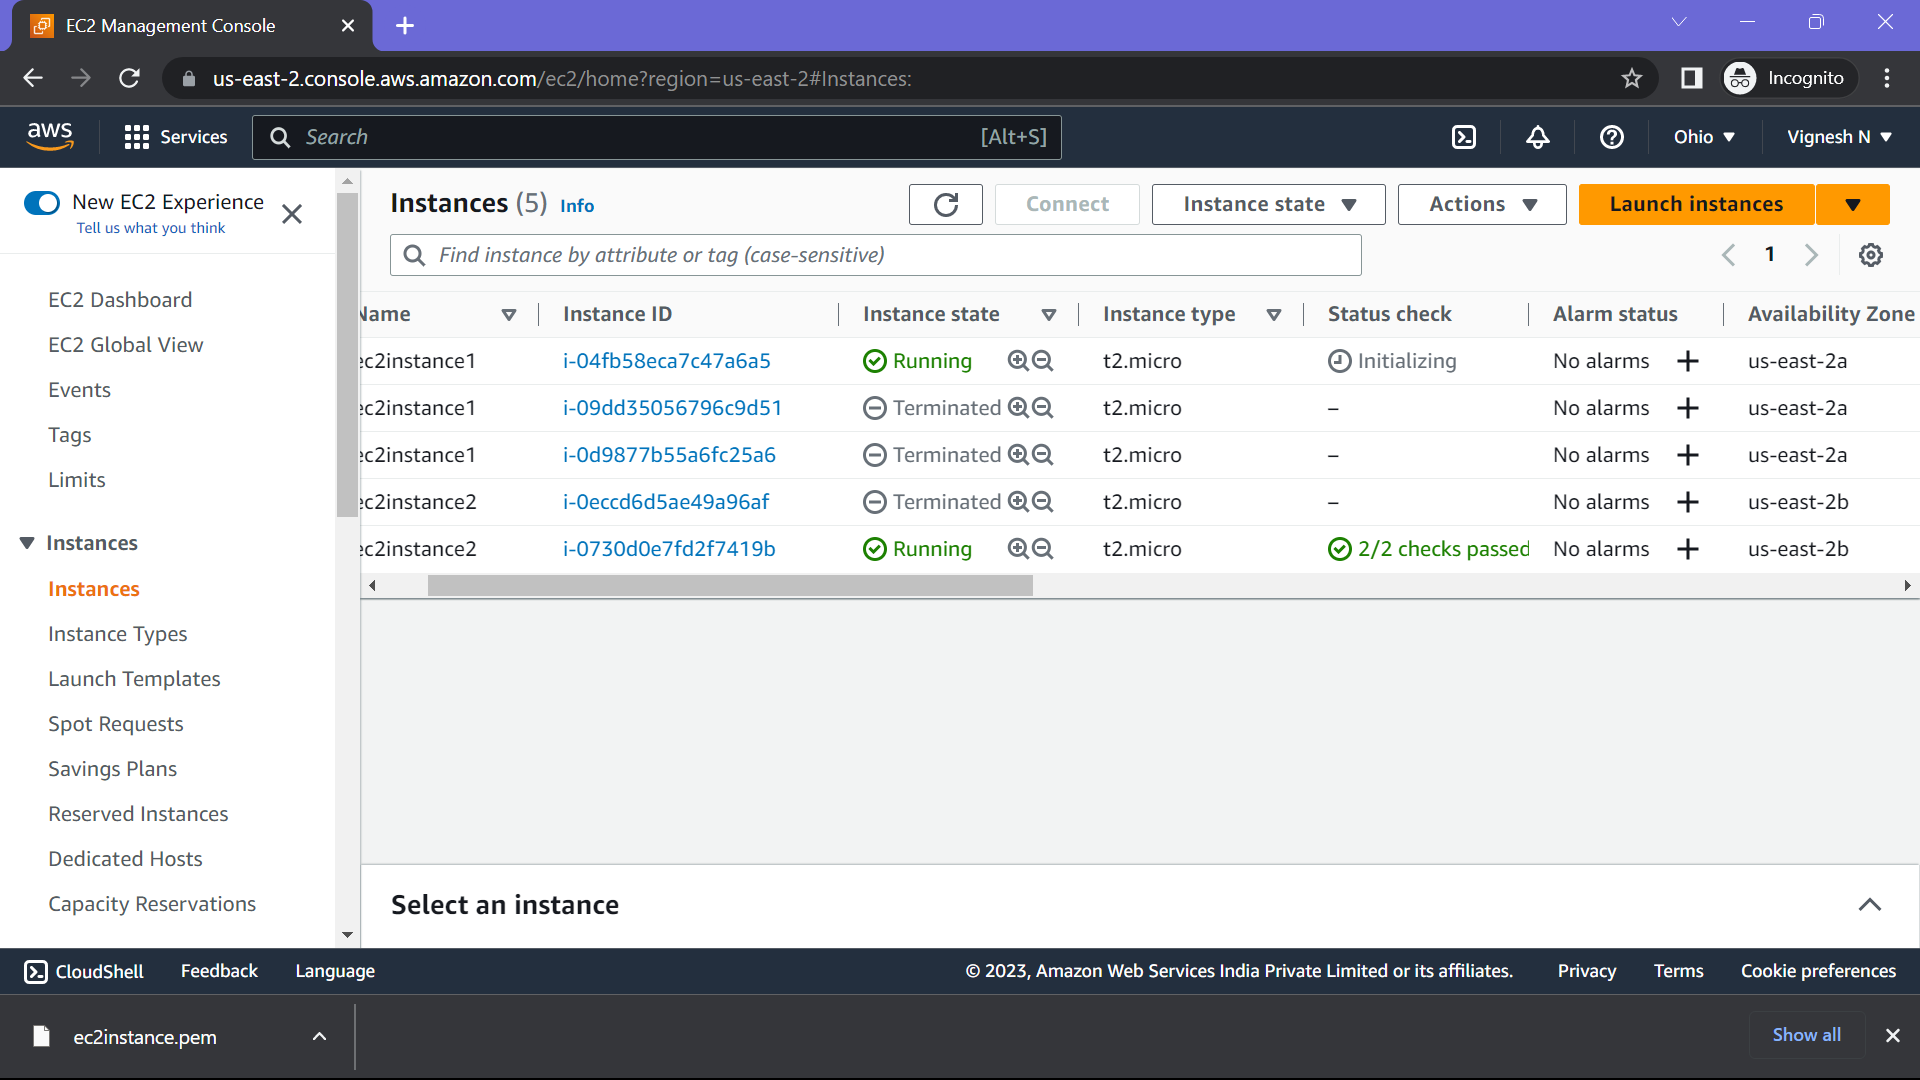 EC2 Management Console
us-east-2.console.aws.amazon.com/ec2/home?region=us-east-2#Instances:
Incognito
aws
Services
Search
[Alt+S]
Ohio
Vignesh N
New EC2 Experience
Tell us what you think
EC2 Dashboard
EC2 Global View
Events
Tags
Limits
Instances
Instances
Instance Types
Launch Templates
Spot Requests
Savings Plans
Reserved Instances
Dedicated Hosts
Capacity Reservations
Instances (5) Info
Connect
Instance state
Actions
Launch instances
Find instance by attribute or tag (case-sensitive)
1
Name Instance ID Instance state Instance type Status check Alarm status Availability Zone
ec2instance1 i-04fb58eca7c47a6a5 Running t2.micro Initializing No alarms + us-east-2a
ec2instance1 i-09dd35056796c9d51 Terminated t2.micro – No alarms + us-east-2a
ec2instance1 i-0d9877b55a6fc25a6 Terminated t2.micro – No alarms + us-east-2a
ec2instance2 i-0eccd6d5ae49a96af Terminated t2.micro – No alarms + us-east-2b
ec2instance2 i-0730d0e7fd2f7419b Running t2.micro 2/2 checks passed No alarms + us-east-2b
Select an instance
CloudShell Feedback Language © 2023, Amazon Web Services India Private Limited or its affiliates. Privacy Terms Cookie preferences
ec2instance.pem
Show all